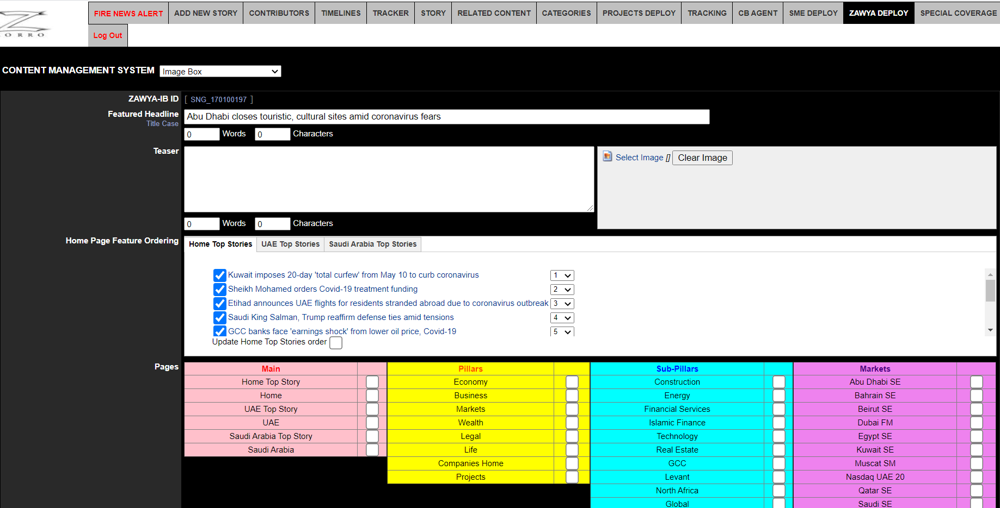 FIRE NEWS ALERT ADD NEW STORY CONTRIBUTORS TIMELINES TRACKER STORY RELATED CONTENT CATEGORIES PROJECTS DEPLOY TRACKING CB AGENT SME DEPLOY ZAWYA DEPLOY SPECIAL COVERAGE
ORRO
Log Out
CONTENT MANAGEMENT SYSTEM Image Box
ZAWYA-IB ID [ SNG_170100197 ]
Featured Headline Abu Dhabi closes touristic, cultural sites amid coronavirus fears
Title Case
0 Words 0 Characters
Teaser
Select Image [] Clear Image
0 Words 0 Characters
Home Page Feature Ordering Home Top Stories UAE Top Stories Saudi Arabia Top Stories
Kuwait imposes 20-day 'total curfew' from May 10 to curb coronavirus 1
Sheikh Mohamed orders Covid-19 treatment funding 2
Etihad announces UAE flights for residents stranded abroad due to coronavirus outbreak 3
Saudi King Salman, Trump reaffirm defense ties amid tensions 4
GCC banks face 'earnings shock' from lower oil price, Covid-19 5
Update Home Top Stories order
Pages Main Pillars Sub-Pillars Markets
Home Top Story Economy Construction Abu Dhabi SE
Home Business Energy Bahrain SE
UAE Top Story Markets Financial Services Beirut SE
UAE Wealth Islamic Finance Dubai FM
Saudi Arabia Top Story Legal Technology Egypt SE
Saudi Arabia Life Real Estate Kuwait SE
Companies Home GCC Muscat SM
Projects Levant Nasdaq UAE 20
North Africa Qatar SE
Global Saudi SE